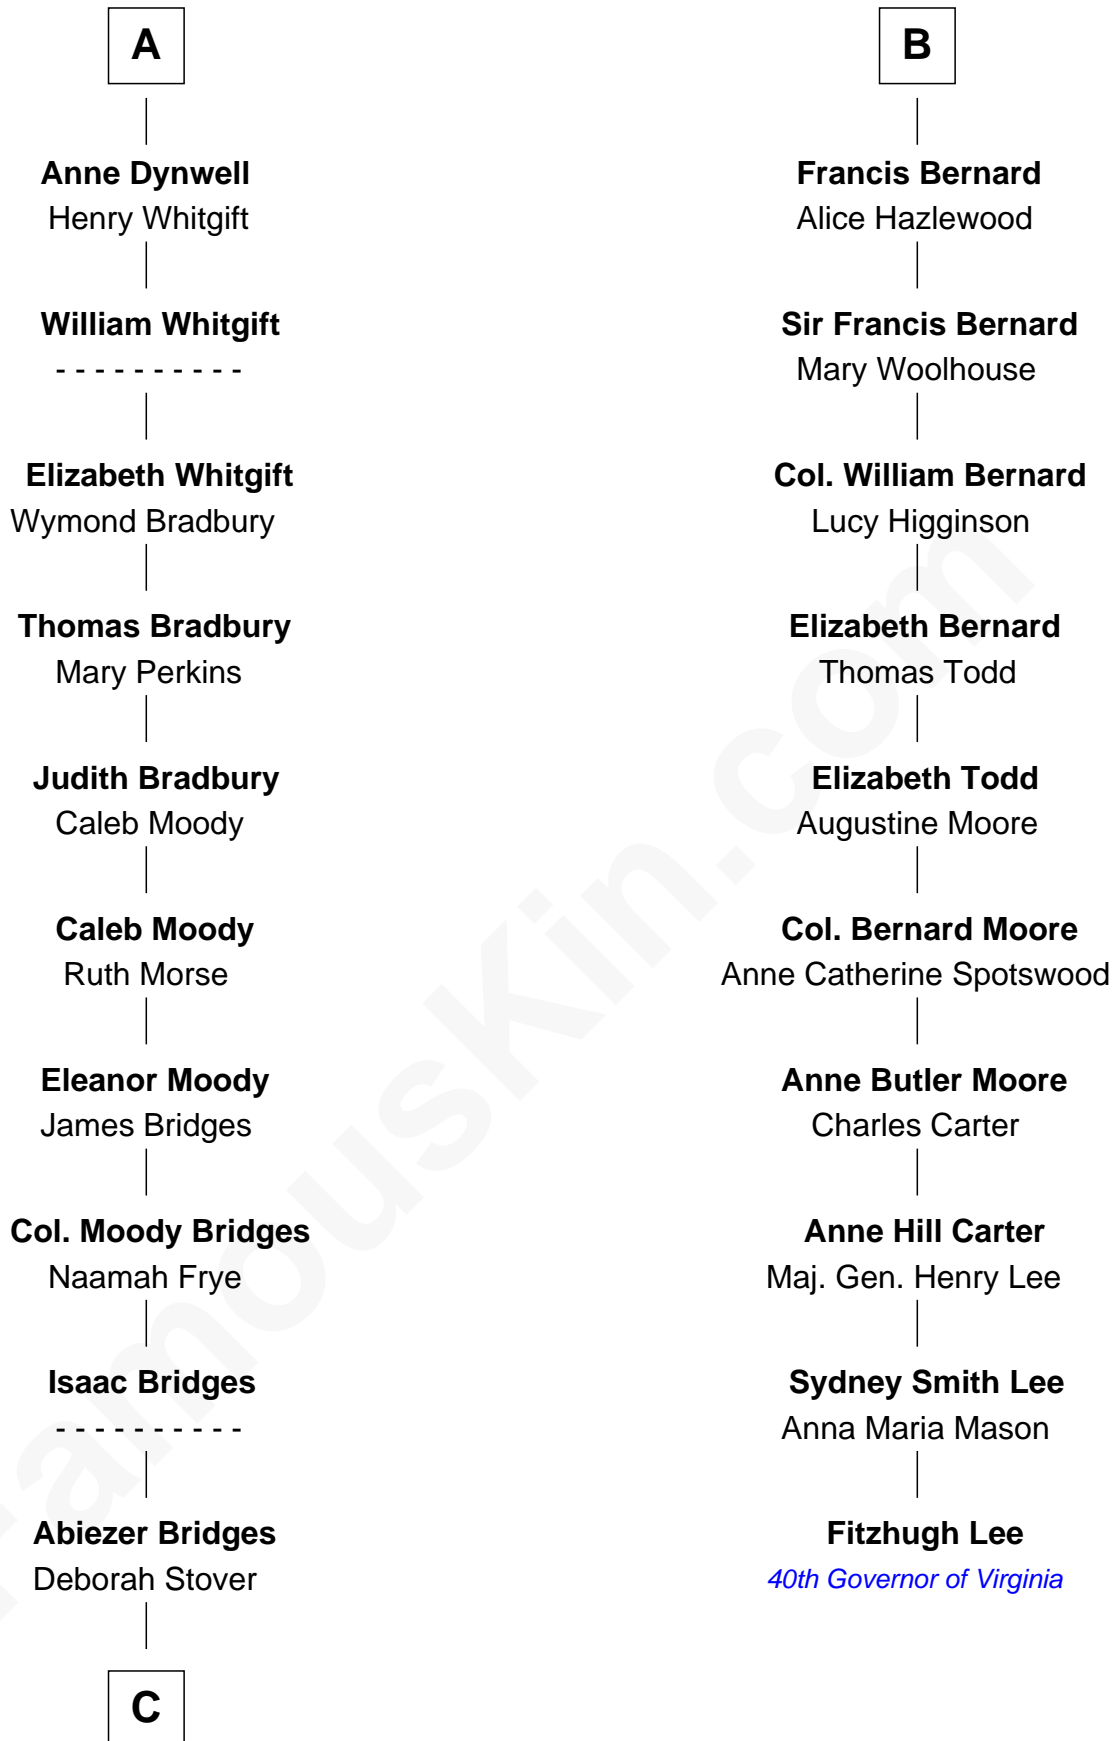 A
Anne Dynwell
Henry Whitgift
William Whitgift
- - - - - - - - - -
Elizabeth Whitgift
Wymond Bradbury
Thomas Bradbury
Mary Perkins
Judith Bradbury
Caleb Moody
Caleb Moody
Ruth Morse
Eleanor Moody
James Bridges
Col. Moody Bridges
Naamah Frye
Isaac Bridges
- - - - - - - - - -
Abiezer Bridges
Deborah Stover
C
B
Francis Bernard
Alice Hazlewood
Sir Francis Bernard
Mary Woolhouse
Col. William Bernard
Lucy Higginson
Elizabeth Bernard
Thomas Todd
Elizabeth Todd
Augustine Moore
Col. Bernard Moore
Anne Catherine Spotswood
Anne Butler Moore
Charles Carter
Anne Hill Carter
Maj. Gen. Henry Lee
Sydney Smith Lee
Anna Maria Mason
Fitzhugh Lee
40th Governor of Virginia
FamousKin.com